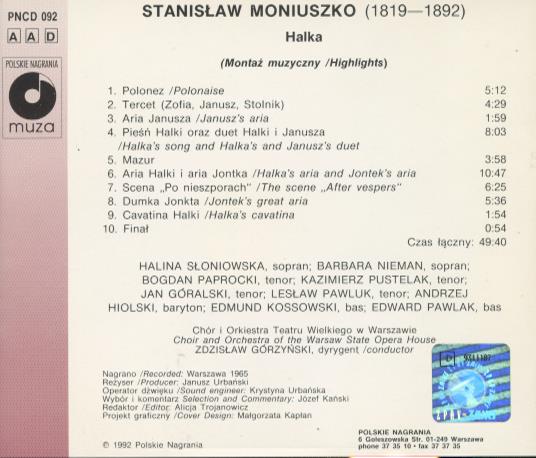 PNCD 092
A A D
POLSKIE NAGRANIA
muza
STANISŁAW MONIUSZKO (1819—1892)
Halka
(Montaż muzyczny /Highlights)
1. Polonez /Polonaise 5:12
2. Tercet (Zofia, Janusz, Stolnik) 4:29
3. Aria Janusza /Janusz's aria 1:59
4. Pieśń Halki oraz duet Halki i Janusza 8:03
/Halka's song and Halka's and Janusz's duet
5. Mazur 3:58
6. Aria Halki i aria Jontka /Halka's aria and Jontek's aria 10:47
7. Scena „Po nieszporach" /The scene „After vespers" 6:25
8. Dumka Jonkta /Jontek's great aria 5:36
9. Cavatina Halki /Halka's cavatina 1:54
10. Finał 0:54
Czas łączny: 49:40
HALINA SŁONIOWSKA, sopran; BARBARA NIEMAN, sopran;
BOGDAN PAPROCKI, tenor; KAZIMIERZ PUSTELAK, tenor;
JAN GÓRALSKI, tenor; LESŁAW PAWLUK, tenor; ANDRZEJ
HIOLSKI, baryton; EDMUND KOSSOWSKI, bas; EDWARD PAWLAK, bas
Chór i Orkiestra Teatru Wielkiego w Warszawie
Choir and Orchestra of the Warsaw State Opera House
ZDZISŁAW GÓRZYŃSKI, dyrygent /conductor
Nagrano /Recorded: Warszawa 1965
Reżyser /Producer: Janusz Urbański
Operator dźwięku /Sound engineer: Krystyna Urbańska
Wybór i komentarz /Selection and Commentary: Józef Kański
Redaktor /Editor: Alicja Trojanowicz
Projekt graficzny /Cover Design: Małgorzata Kapłan
℗ 1992 Polskie Nagrania
POLSKIE NAGRANIA
6 Goleszowska Str. 01-249 Warszawa
phone 37 35 10 • fax 37 37 35